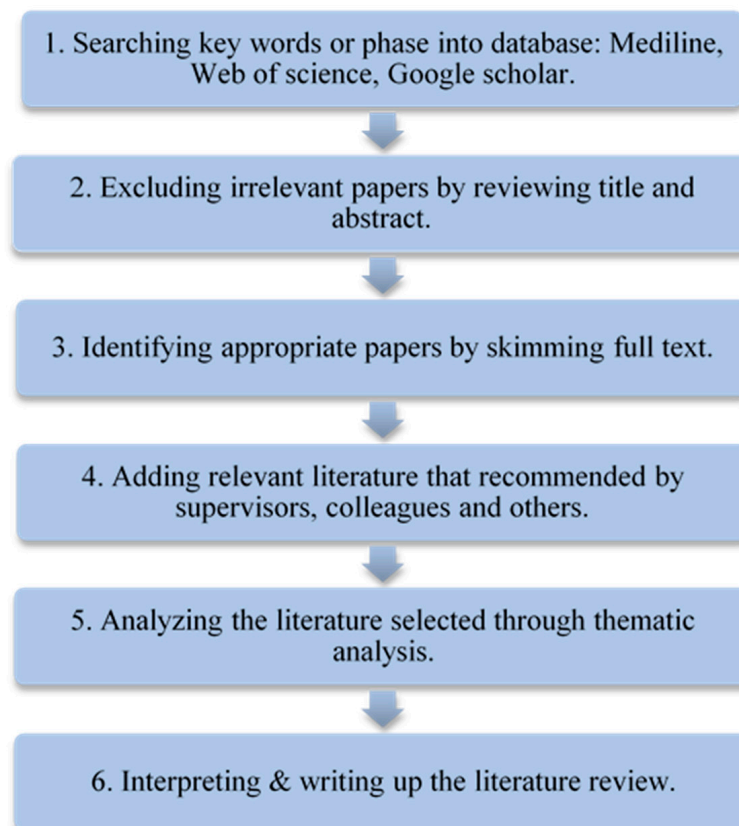 1. Searching key words or phase into database: Mediline,
Web of science, Google scholar.
2. Excluding irrelevant papers by reviewing title and
abstract.
3. Identifying appropriate papers by skimming full text.
4. Adding relevant literature that recommended by
supervisors, colleagues and others.
5. Analyzing the literature selected through thematic
analysis.
6. Interpreting & writing up the literature review.